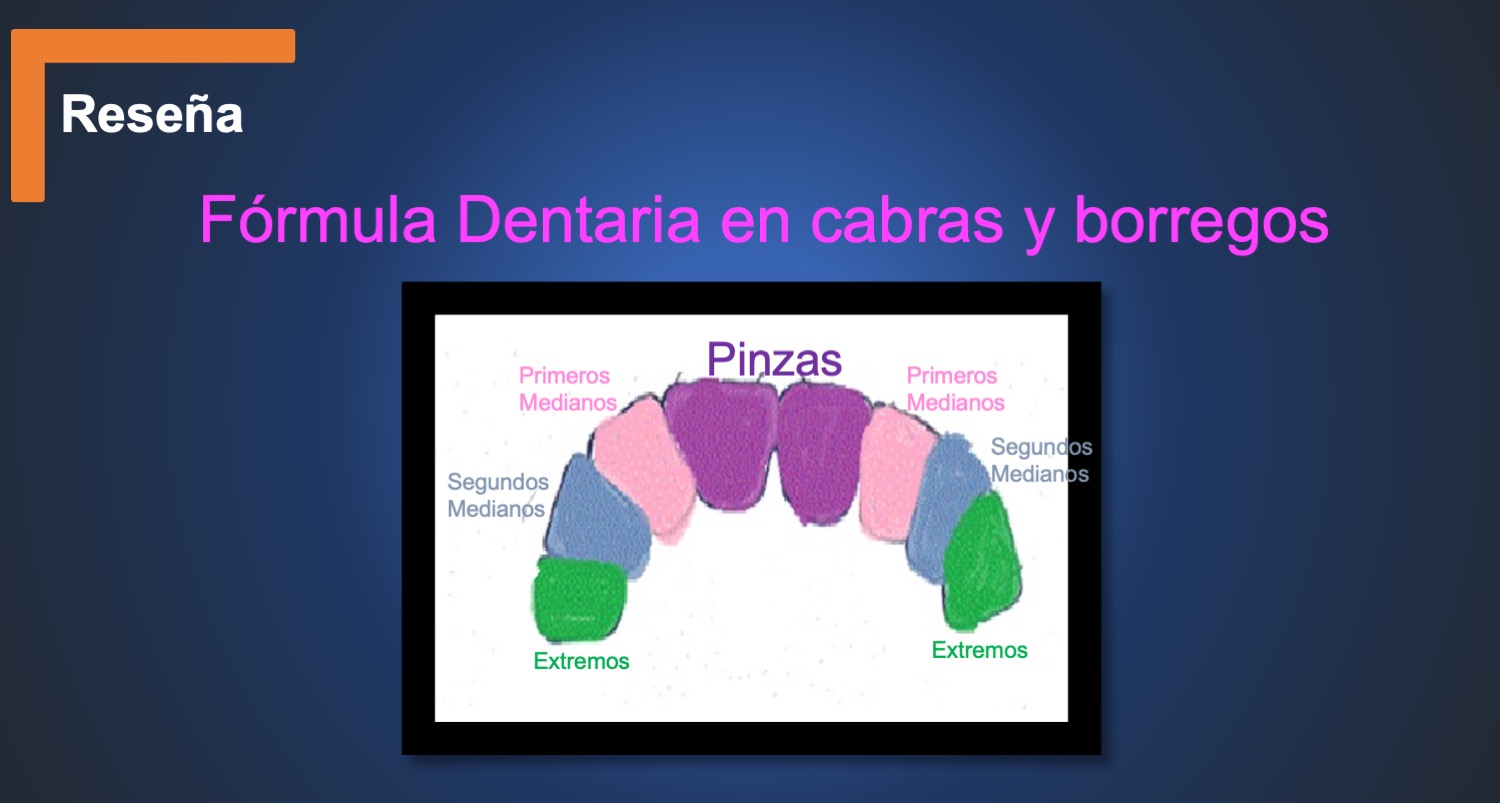 Reseña
Fórmula Dentaria en cabras y borregos
Pinzas
Primeros
Medianos
Primeros
Medianos
Segundos
Medianos
Segundos
Medianos
Extremos
Extremos